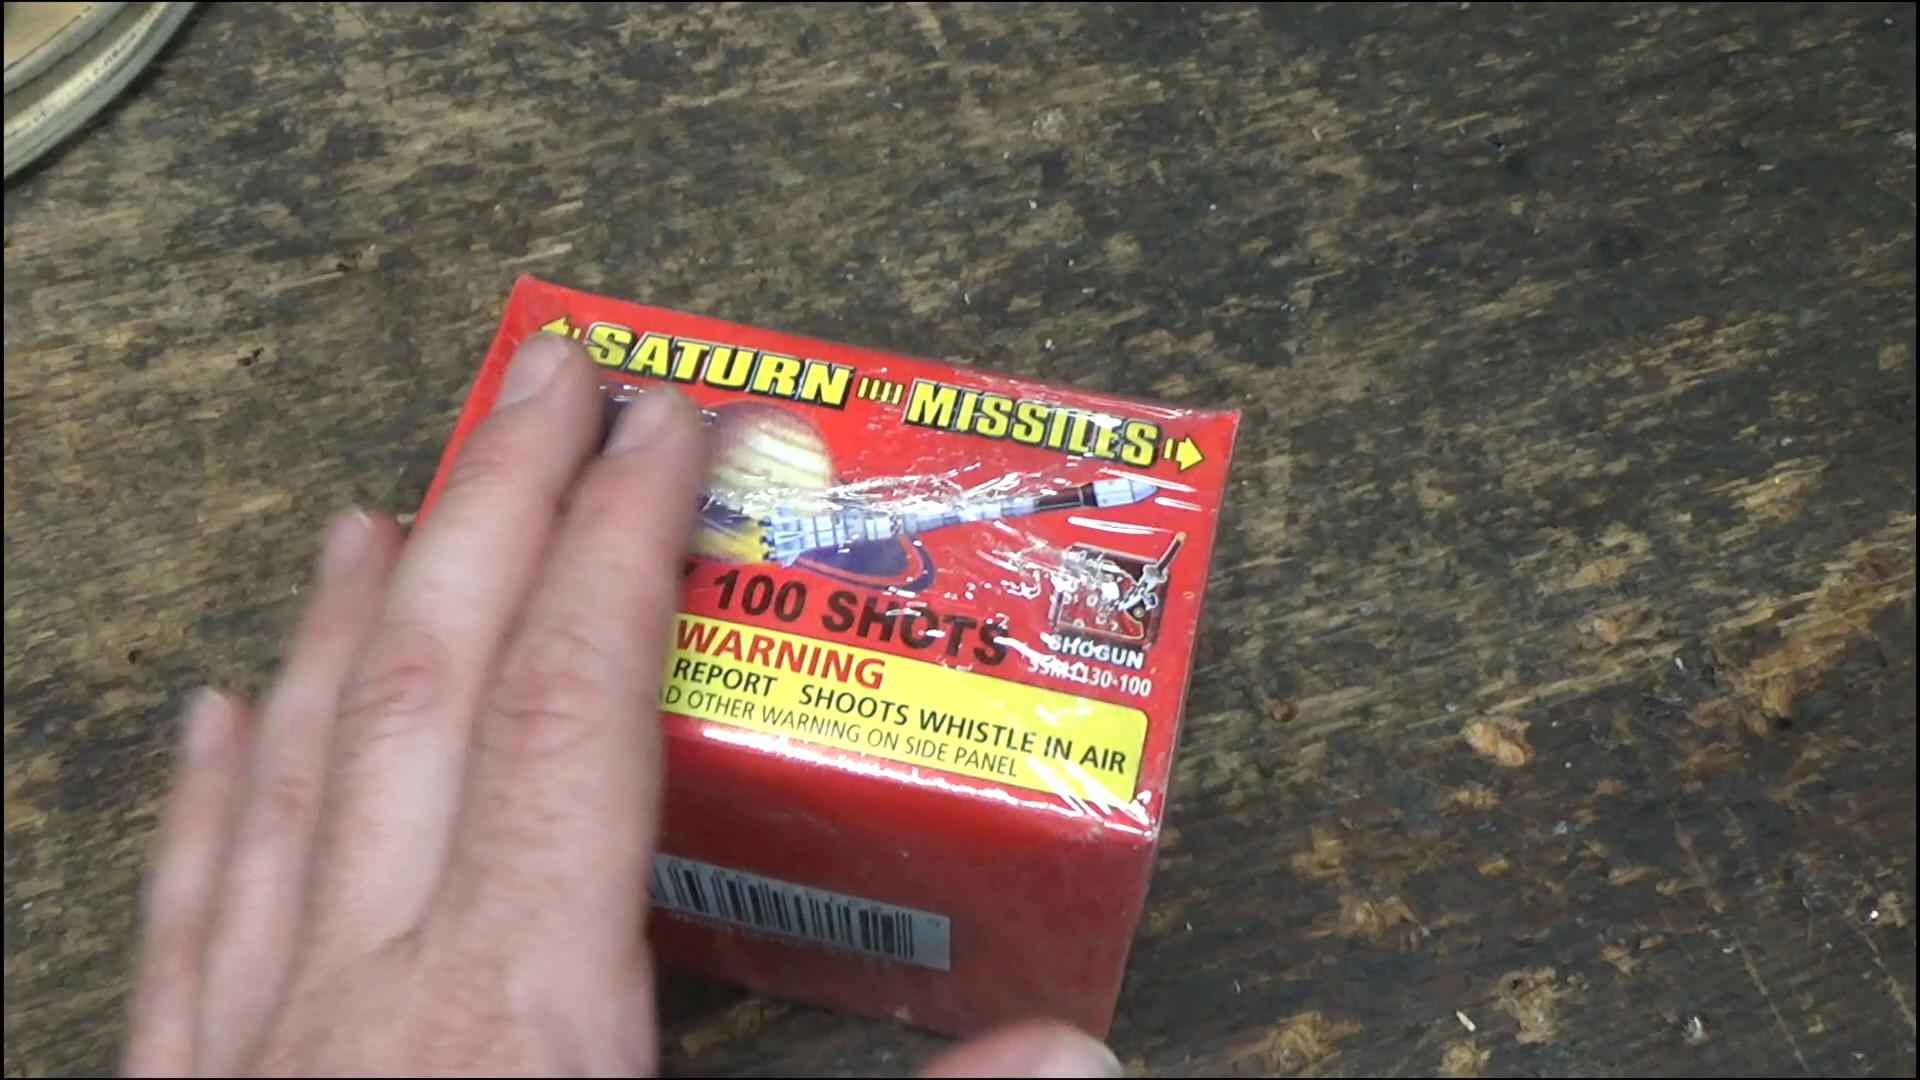 SATURN MISSILES
100 SHOTS
SHOGUN
WARNING
REPORT SHOOTS WHISTLE IN AIR
OTHER WARNING ON SIDE PANEL